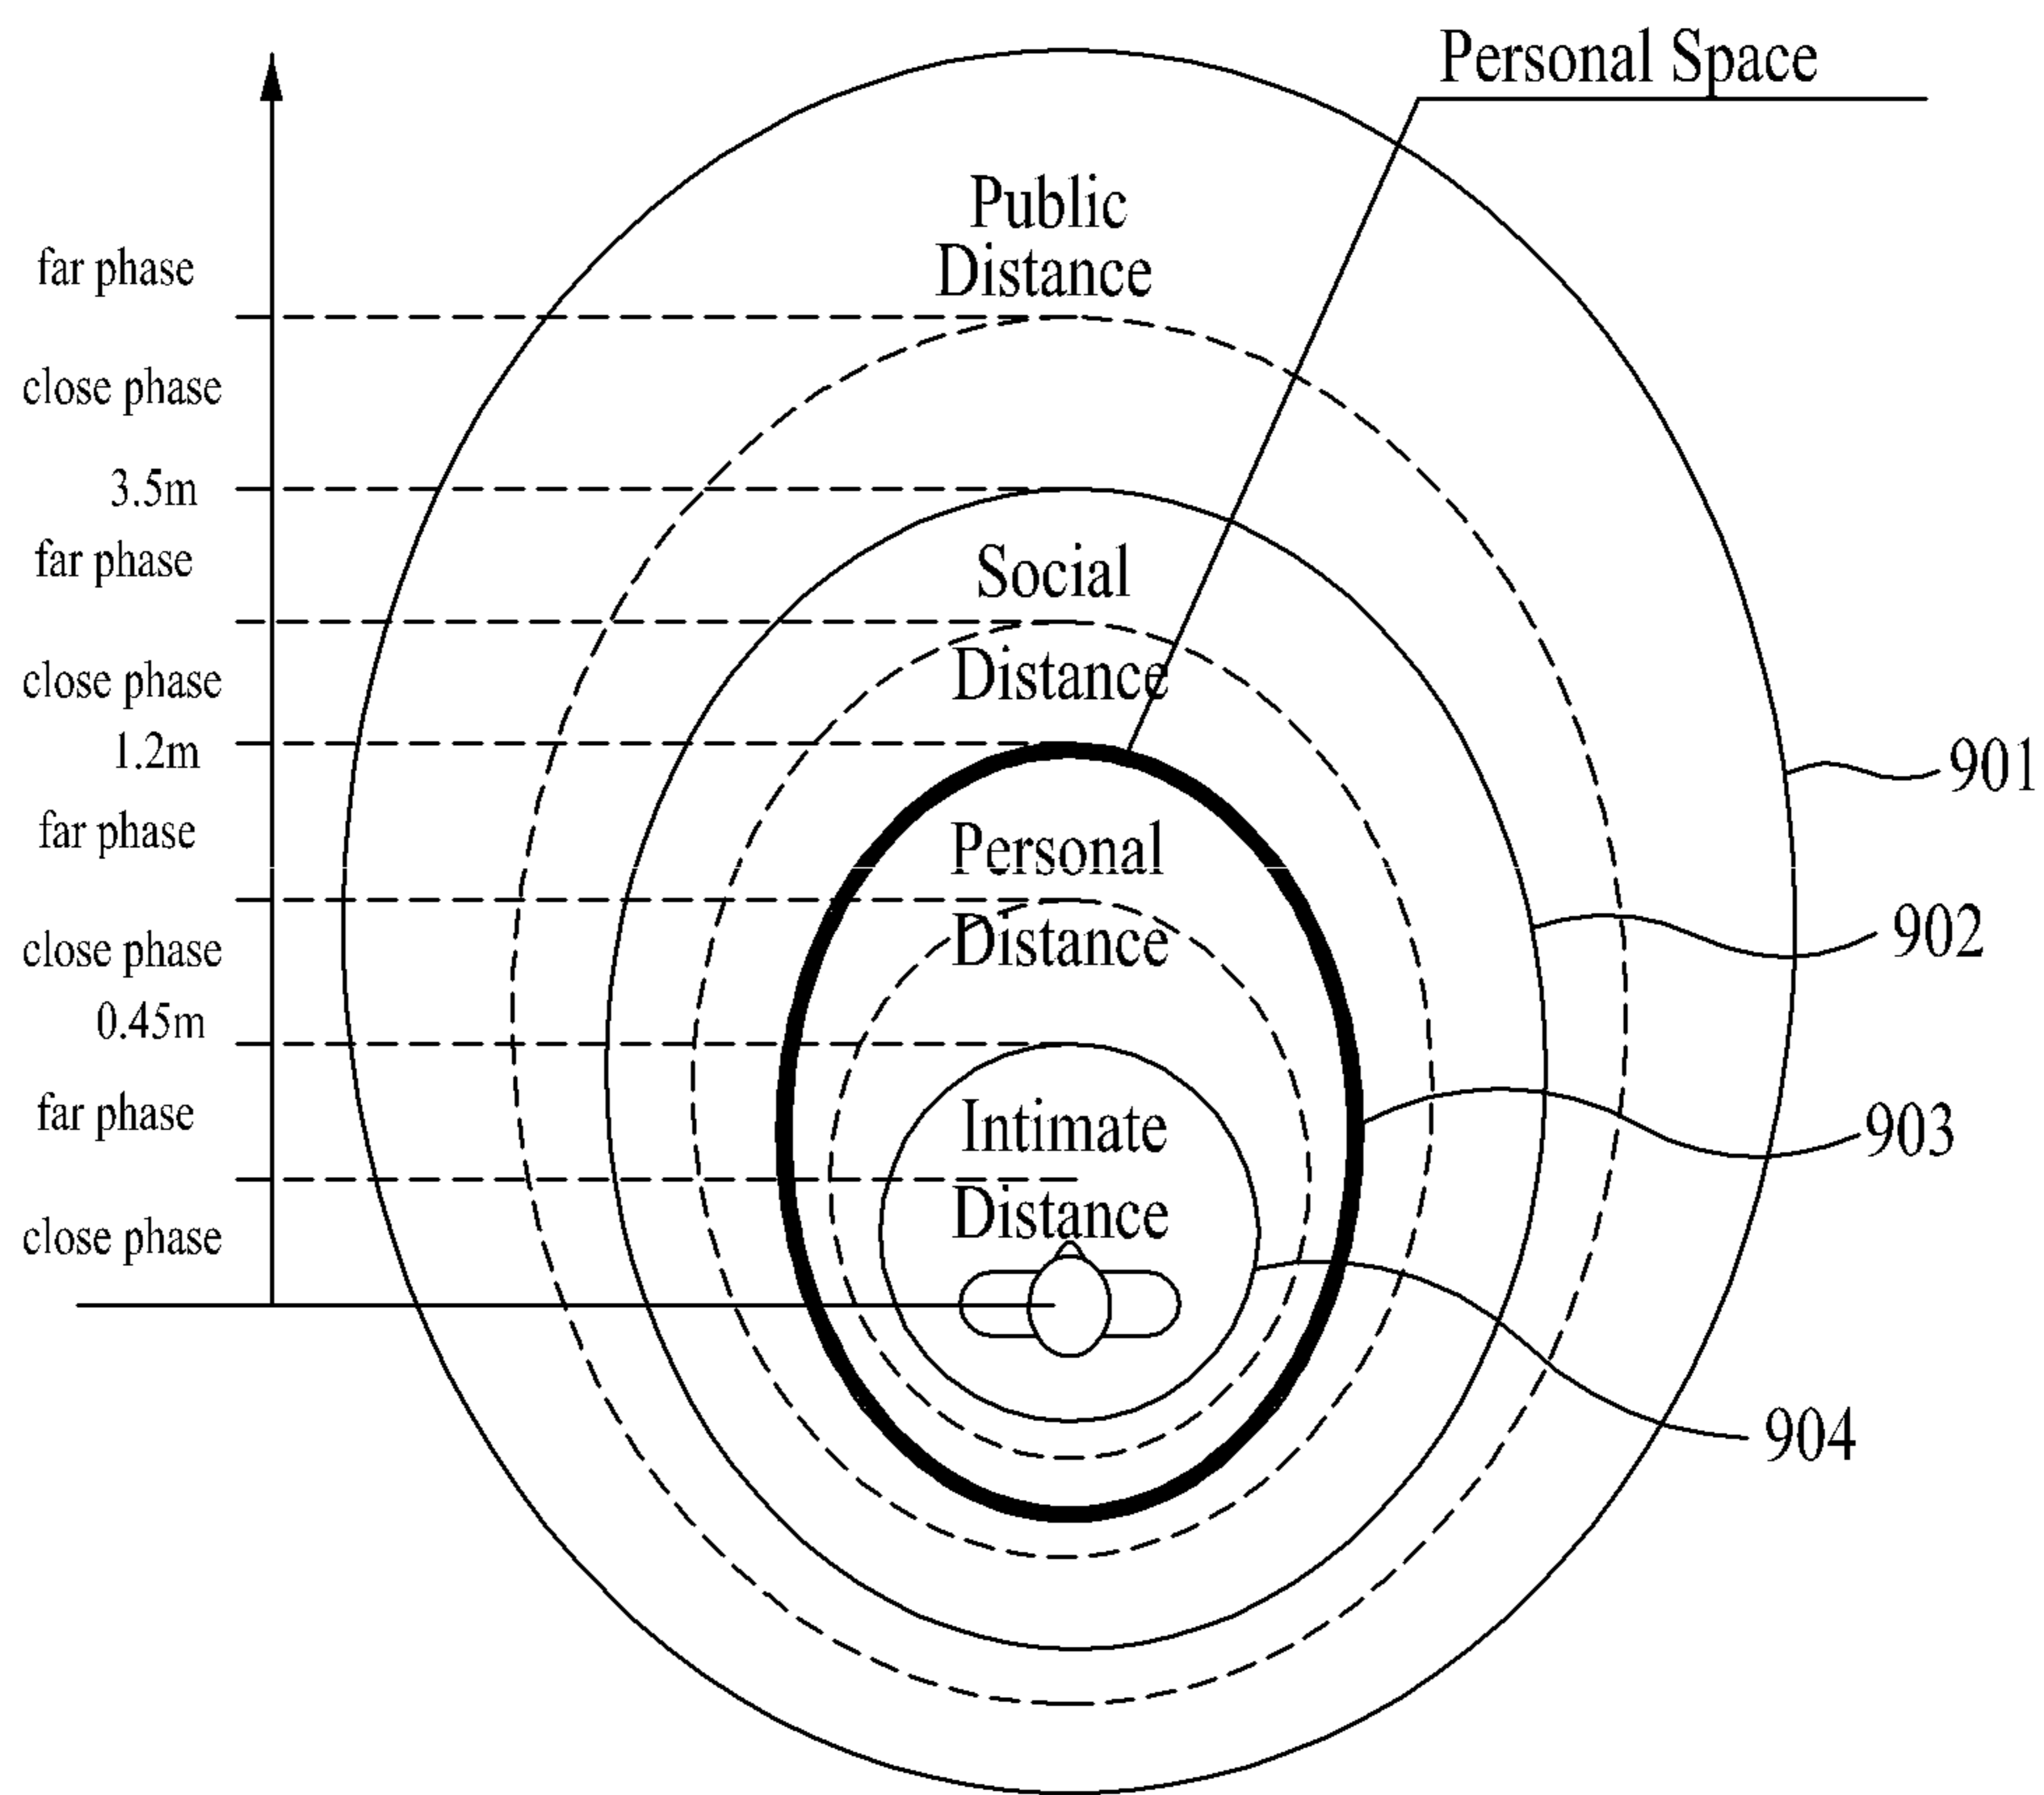 Personal Space
Public
Distance
far phase
close phase
3.5m
far phase
Social
close phase
Distance
1.2m
901
far phase
Personal
902
close phase
Distance
0.45m
far phase
Intimate
903
Distance
close phase
904